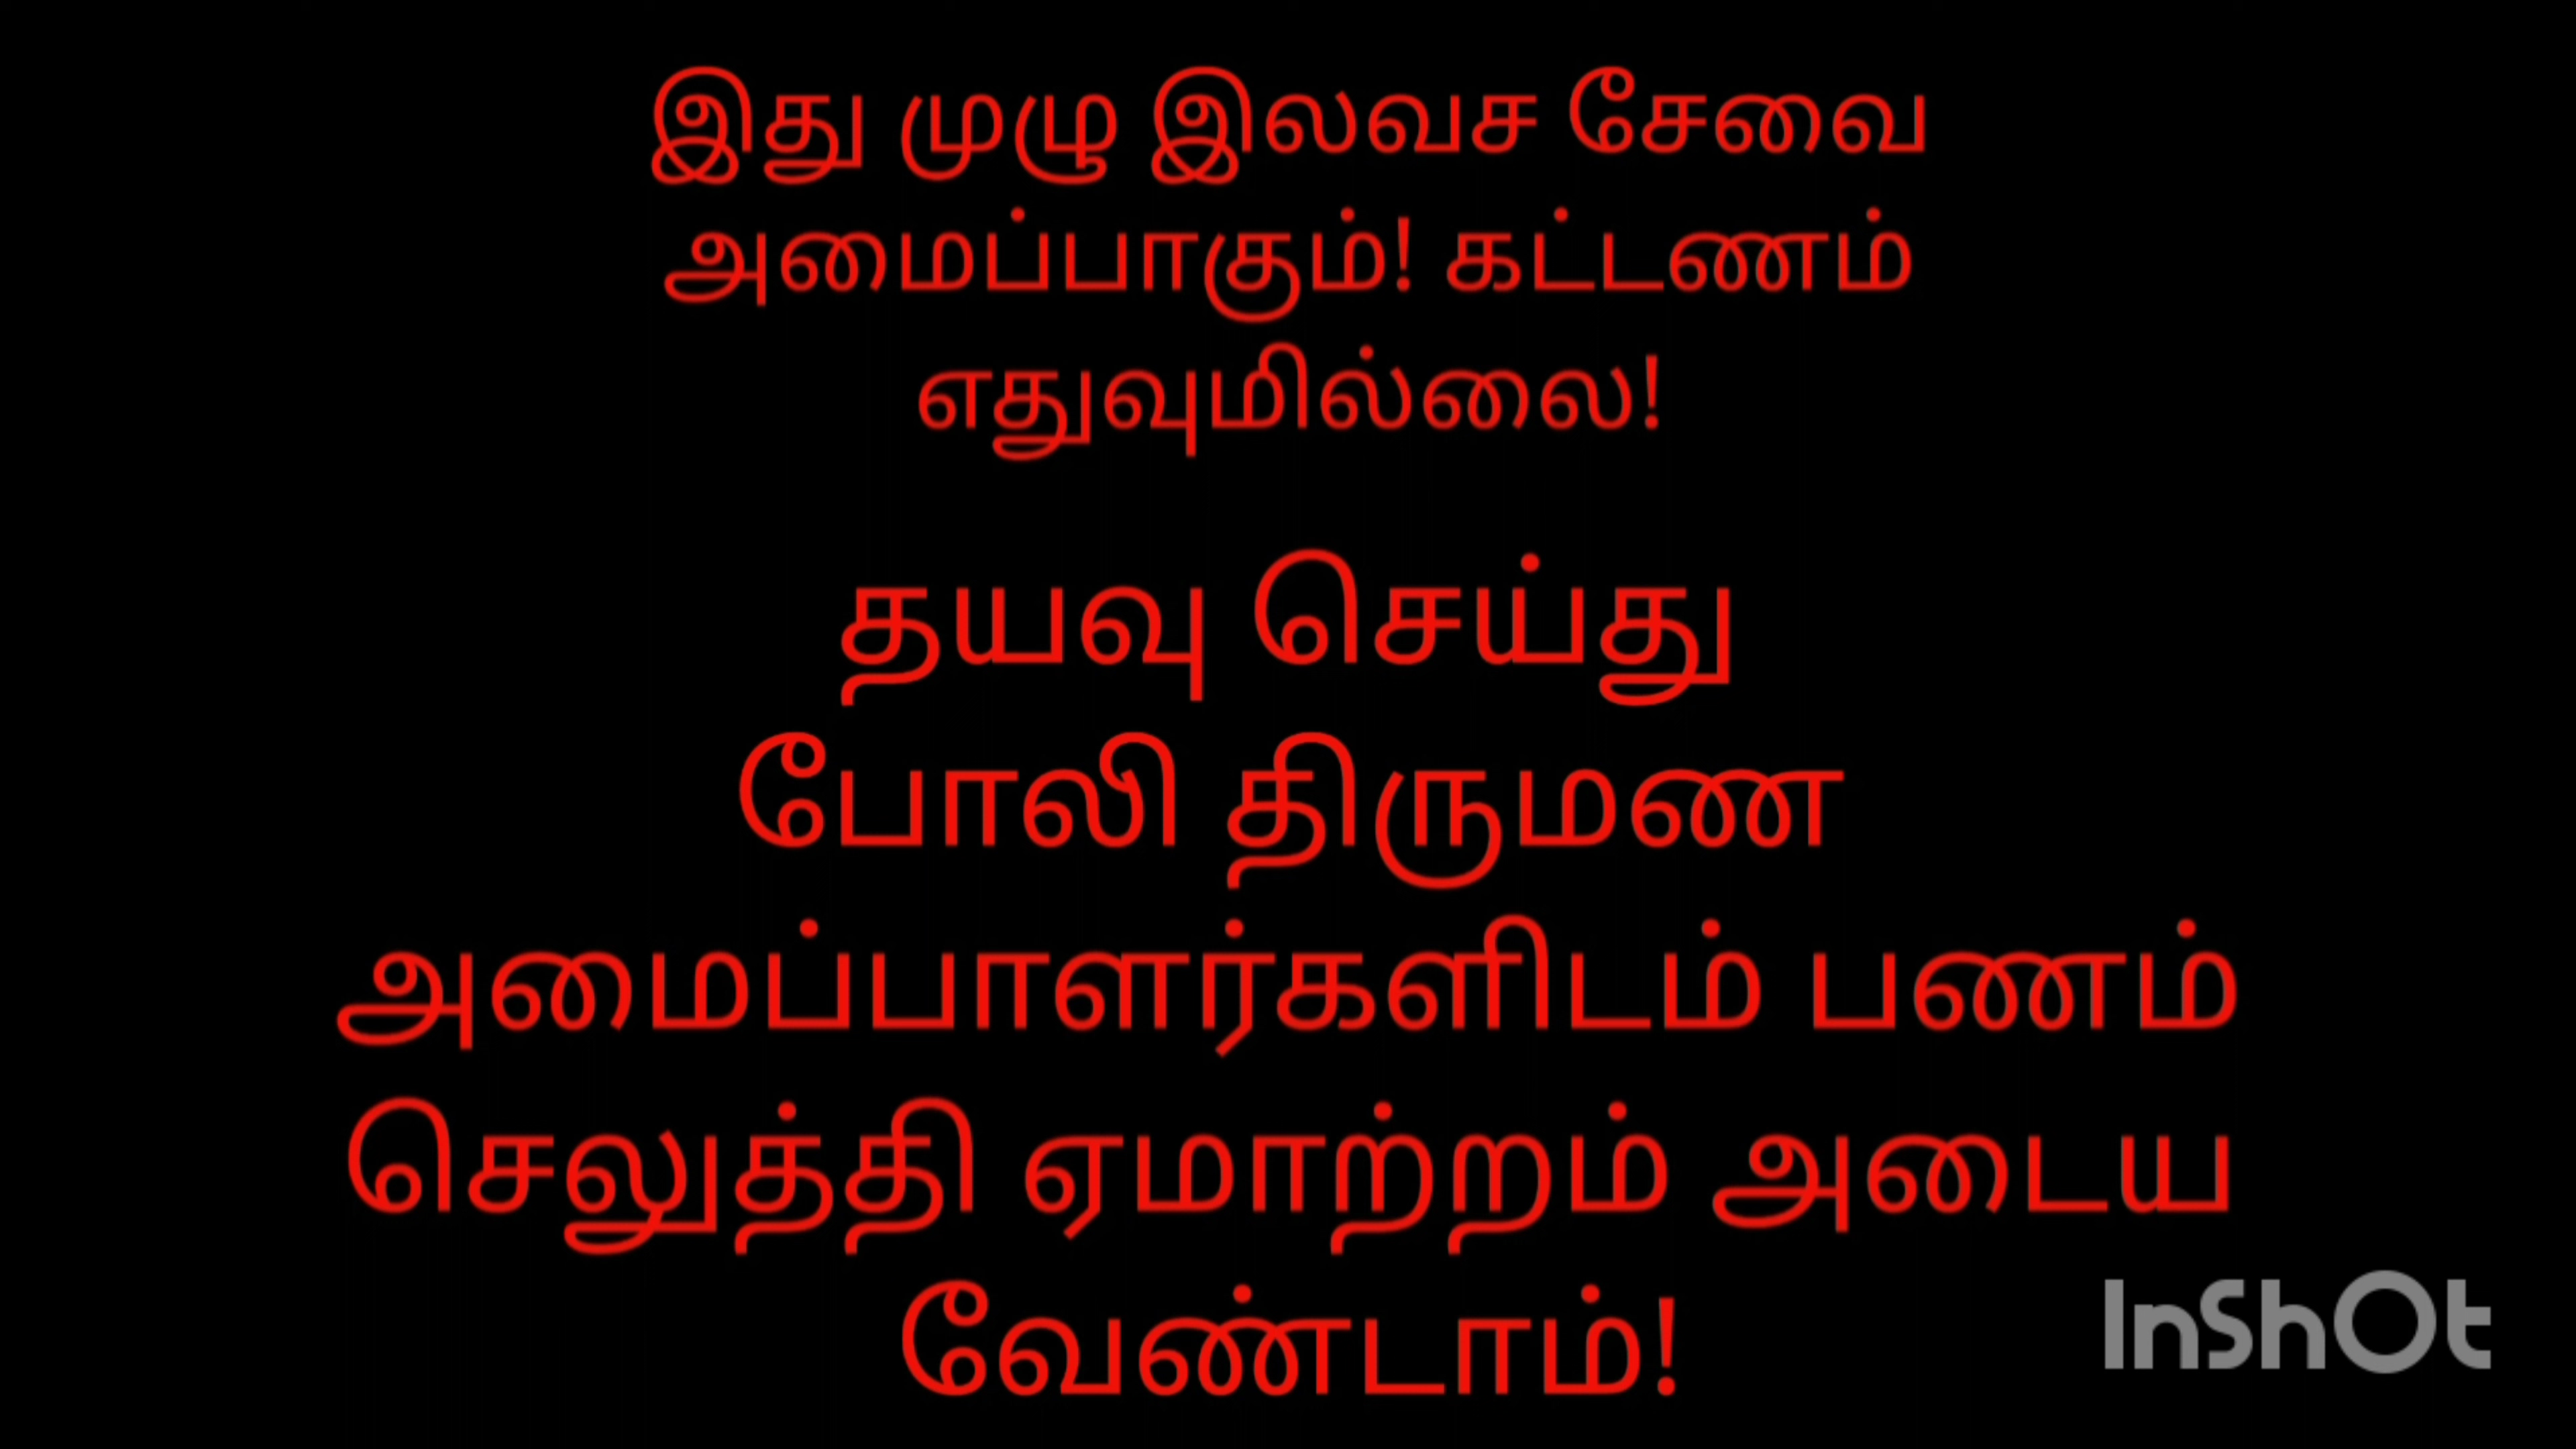 இது முழு இலவச சேவை
அமைப்பாகும்! கட்டணம்
எதுவுமில்லை!
தயவு செய்து
போலி திருமண
அமைப்பாளர்களிடம் பணம்
செலுத்தி ஏமாற்றம் அடைய
வேண்டாம்!
InShOt